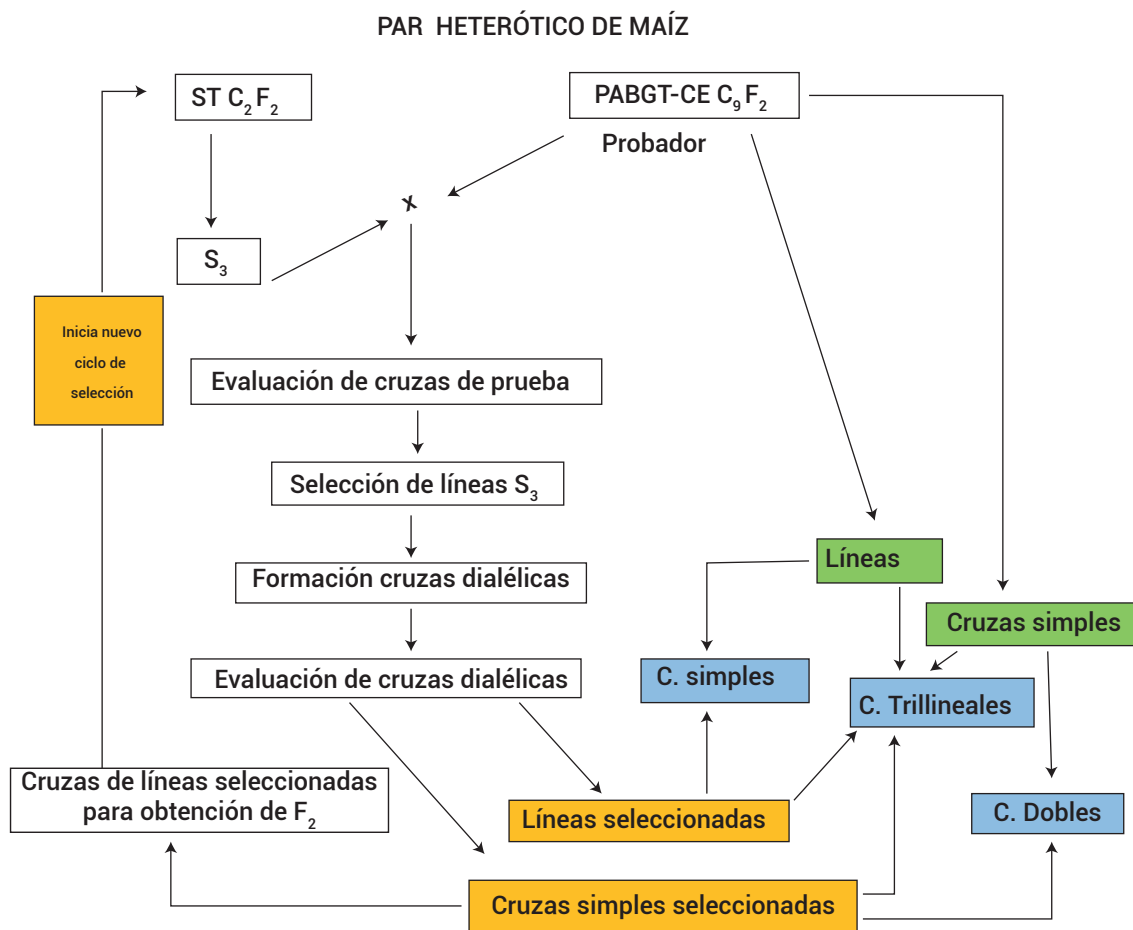 PAR HETERÓTICO DE MAÍZ
ST C₂ F₂
PABGT-CE C₉ F₂
Probador
x
S₃
Inicia nuevo
ciclo de
selección
Evaluación de cruzas de prueba
Selección de líneas S₃
Formación cruzas dialélicas
Evaluación de cruzas dialélicas
Líneas
Cruzas simples
C. simples
C. Trillineales
Cruzas de líneas seleccionadas
para obtención de F₂
Líneas seleccionadas
C. Dobles
Cruzas simples seleccionadas